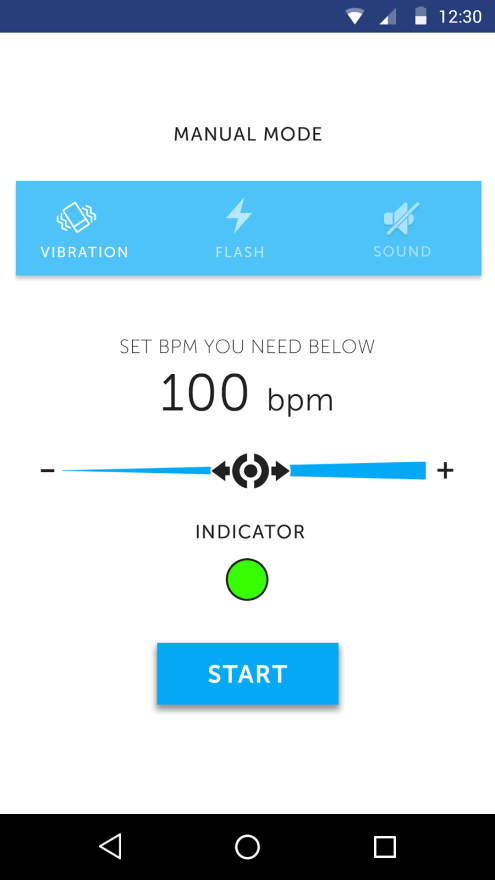 12:30
MANUAL MODE
VIBRATION FLASH SOUND
SET BPM YOU NEED BELOW
100 bpm
− +
INDICATOR
START